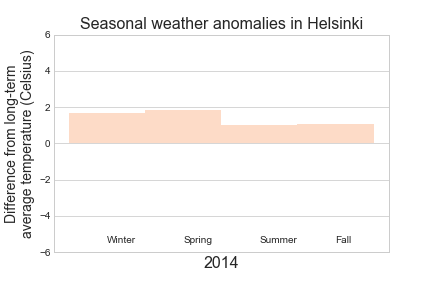 Seasonal weather anomalies in Helsinki
Difference from long-term
average temperature (Celsius)
6
4
2
0
−2
−4
−6
Winter Spring Summer Fall
2014